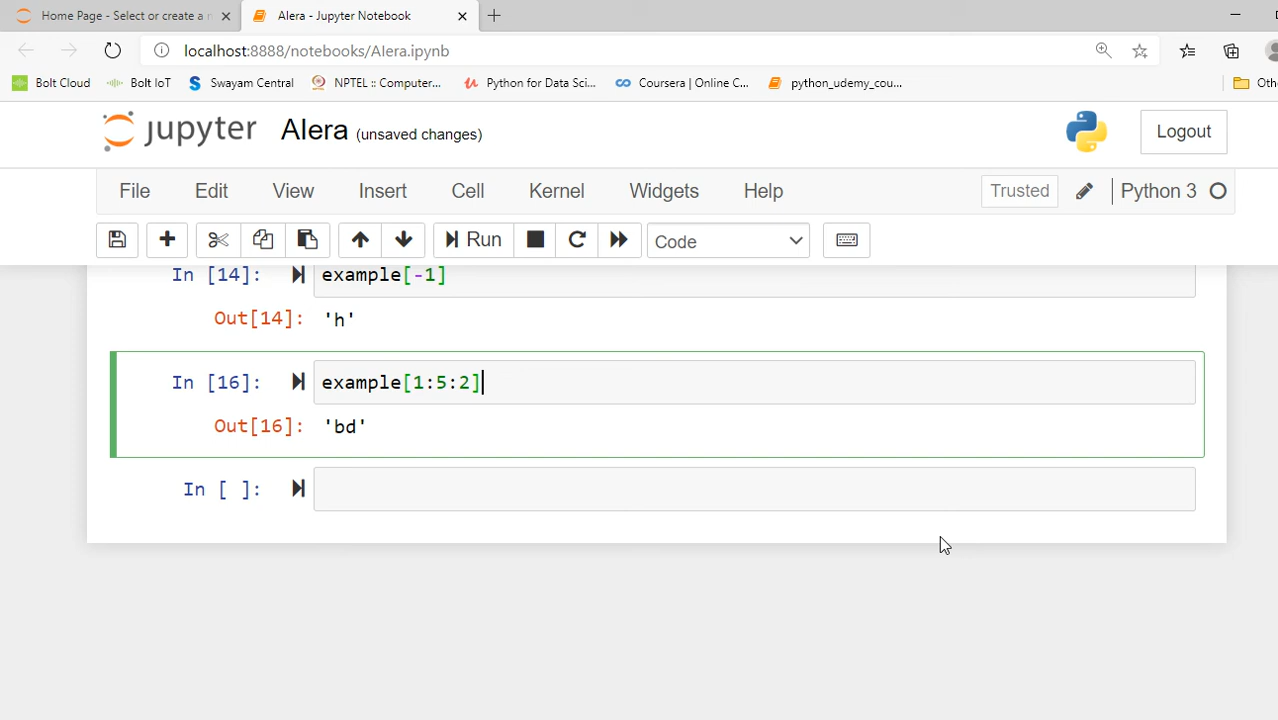 Home Page - Select or create a n
Alera - Jupyter Notebook
localhost:8888/notebooks/Alera.ipynb
Bolt Cloud
Bolt IoT
Swayam Central
NPTEL :: Computer...
Python for Data Sci...
Coursera | Online C...
python_udemy_cou...
Othe
jupyter
Alera (unsaved changes)
Logout
File
Edit
View
Insert
Cell
Kernel
Widgets
Help
Trusted
Python 3
Run
Code
In [14]: example[-1]
Out[14]: 'h'
In [16]: example[1:5:2]
Out[16]: 'bd'
In [ ]: